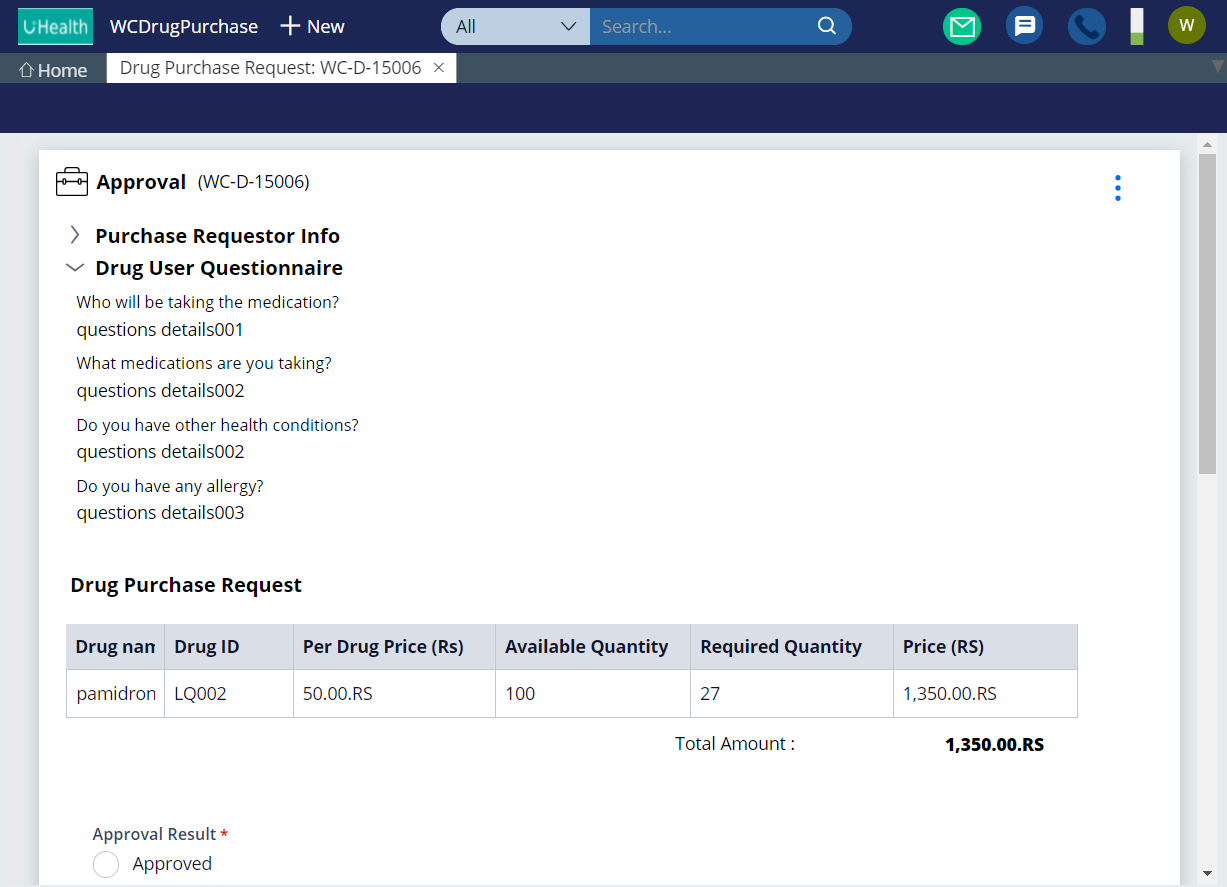 UHealth WCDrugPurchase + New All Search... W
Home Drug Purchase Request: WC-D-15006 ×
Approval (WC-D-15006)
Purchase Requestor Info
Drug User Questionnaire
Who will be taking the medication?
questions details001
What medications are you taking?
questions details002
Do you have other health conditions?
questions details002
Do you have any allergy?
questions details003
Drug Purchase Request
Drug nam Drug ID Per Drug Price (Rs) Available Quantity Required Quantity Price (RS)
pamidron LQ002 50.00.RS 100 27 1,350.00.RS
Total Amount : 1,350.00.RS
Approval Result *
Approved